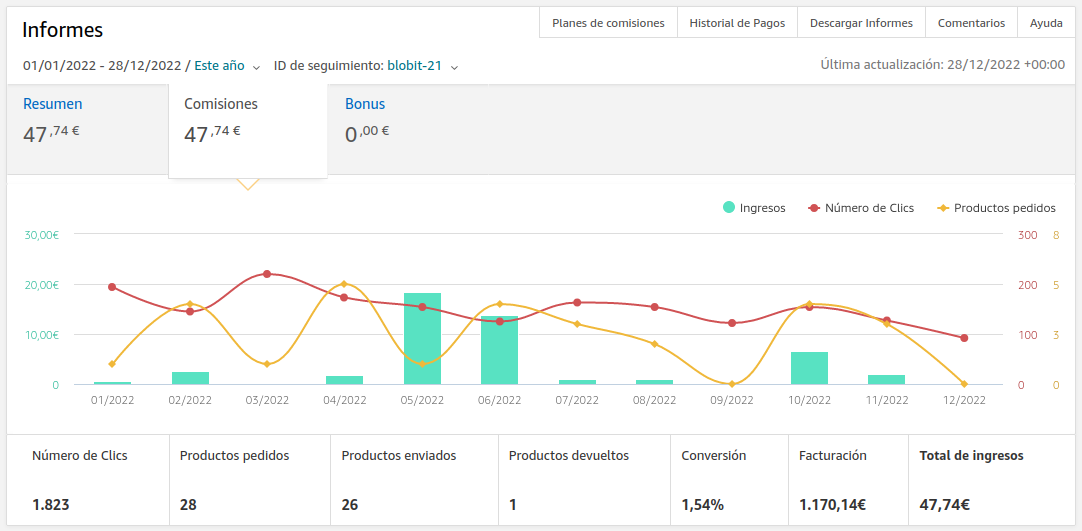 Informes
Planes de comisiones Historial de Pagos Descargar Informes Comentarios Ayuda
01/01/2022 - 28/12/2022 / Este año ID de seguimiento: blobit-21 Última actualización: 28/12/2022 +00:00
Resumen Comisiones Bonus
47,74 € 47,74 € 0,00 €
Ingresos Número de Clics Productos pedidos
30,00€ 300 8
20,00€ 200 5
10,00€ 100 3
0 0 0
01/2022 02/2022 03/2022 04/2022 05/2022 06/2022 07/2022 08/2022 09/2022 10/2022 11/2022 12/2022
Número de Clics Productos pedidos Productos enviados Productos devueltos Conversión Facturación Total de ingresos
1.823 28 26 1 1,54% 1.170,14€ 47,74€